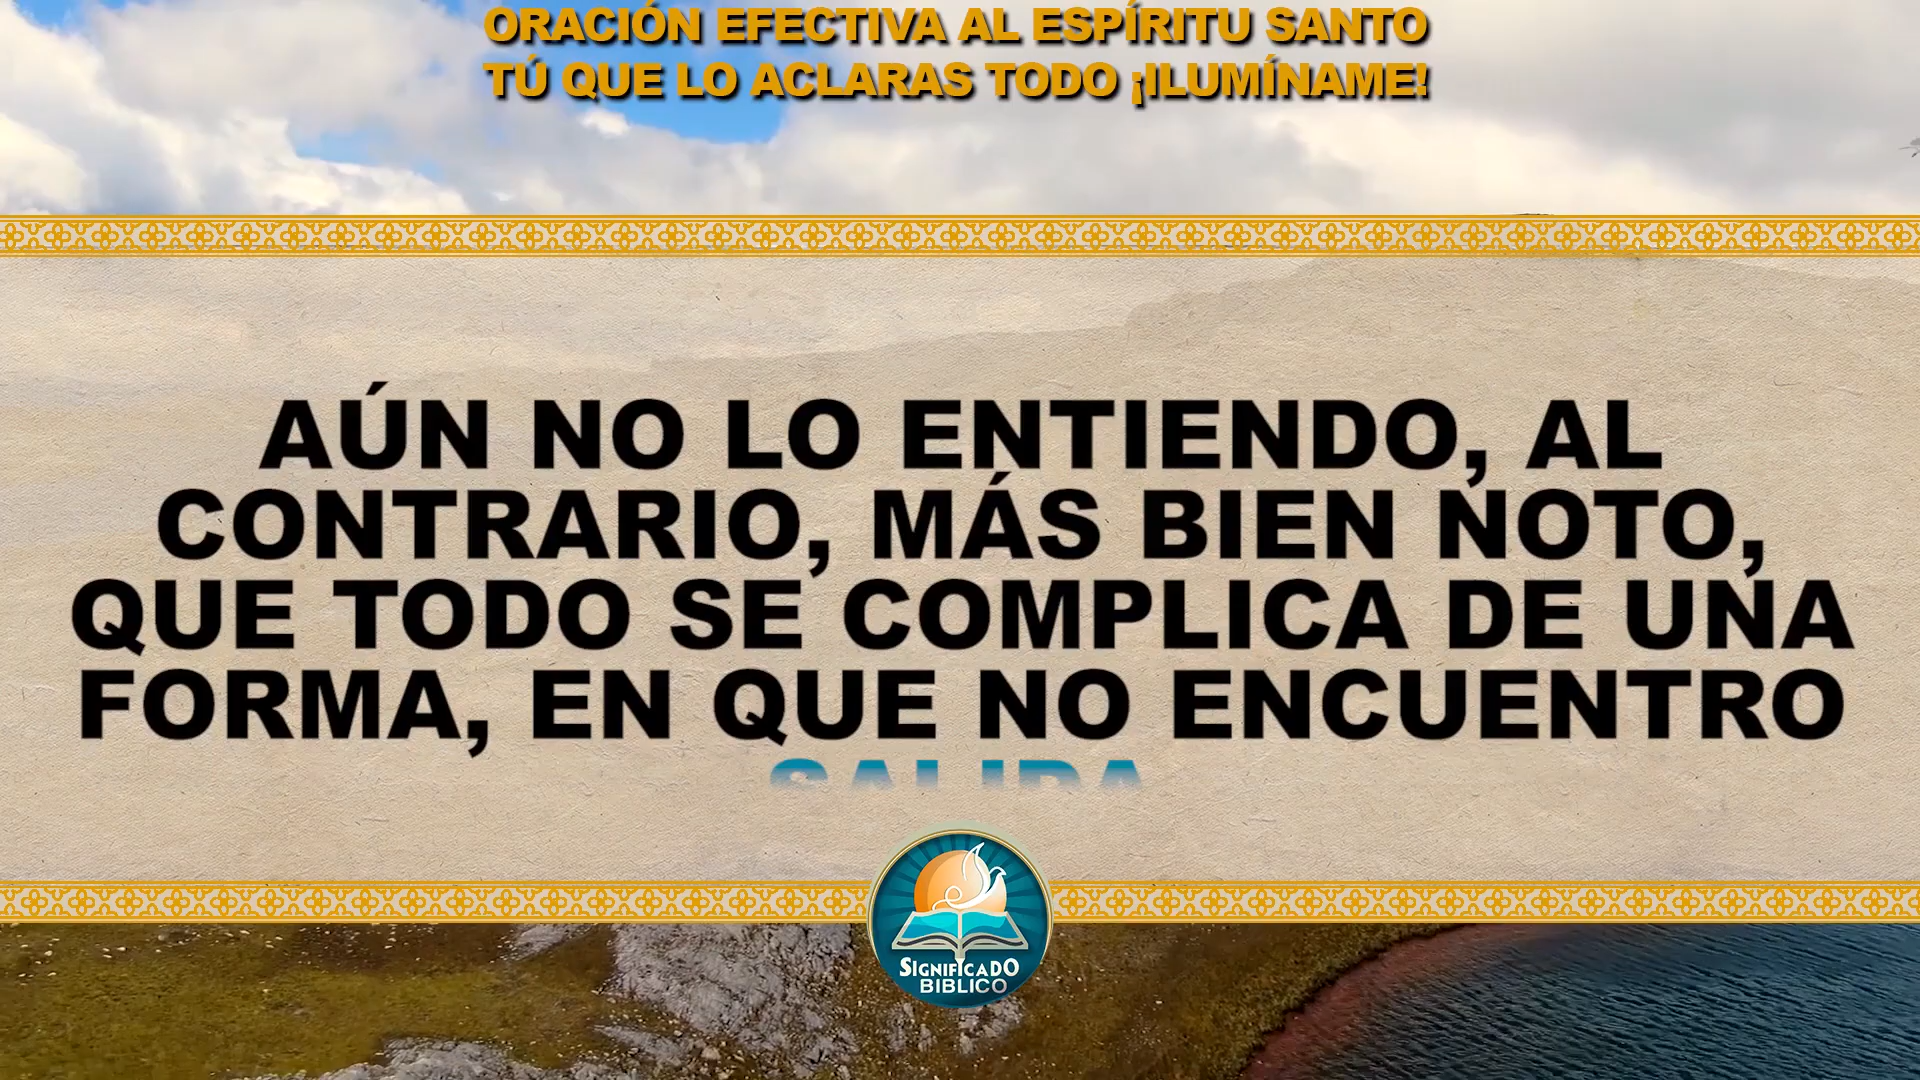 ORACIÓN EFECTIVA AL ESPÍRITU SANTO
TÚ QUE LO ACLARAS TODO ¡ILUMÍNAME!
AÚN NO LO ENTIENDO, AL
CONTRARIO, MÁS BIEN NOTO,
QUE TODO SE COMPLICA DE UNA
FORMA, EN QUE NO ENCUENTRO
SALIDA
SIGNIFICADO
BIBLICO